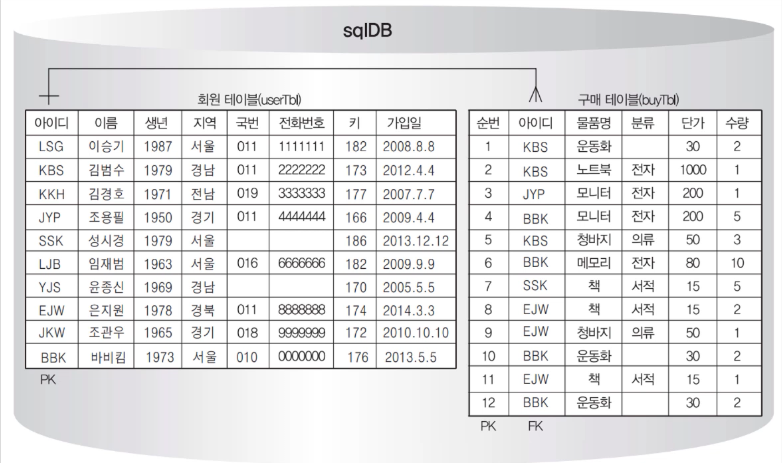 sqlDB
회원 테이블(userTbl)
아이디 이름 생년 지역 국번 전화번호 키 가입일
LSG 이승기 1987 서울 011 1111111 182 2008.8.8
KBS 김범수 1979 경남 011 2222222 173 2012.4.4
KKH 김경호 1971 전남 019 3333333 177 2007.7.7
JYP 조용필 1950 경기 011 4444444 166 2009.4.4
SSK 성시경 1979 서울 186 2013.12.12
LJB 임재범 1963 서울 016 6666666 182 2009.9.9
YJS 윤종신 1969 경남 170 2005.5.5
EJW 은지원 1978 경북 011 8888888 174 2014.3.3
JKW 조관우 1965 경기 018 9999999 172 2010.10.10
BBK 바비킴 1973 서울 010 0000000 176 2013.5.5
PK
구매 테이블(buyTbl)
순번 아이디 물품명 분류 단가 수량
1 KBS 운동화 30 2
2 KBS 노트북 전자 1000 1
3 JYP 모니터 전자 200 1
4 BBK 모니터 전자 200 5
5 KBS 청바지 의류 50 3
6 BBK 메모리 전자 80 10
7 SSK 책 서적 15 5
8 EJW 책 서적 15 2
9 EJW 청바지 의류 50 1
10 BBK 운동화 30 2
11 EJW 책 서적 15 1
12 BBK 운동화 30 2
PK FK